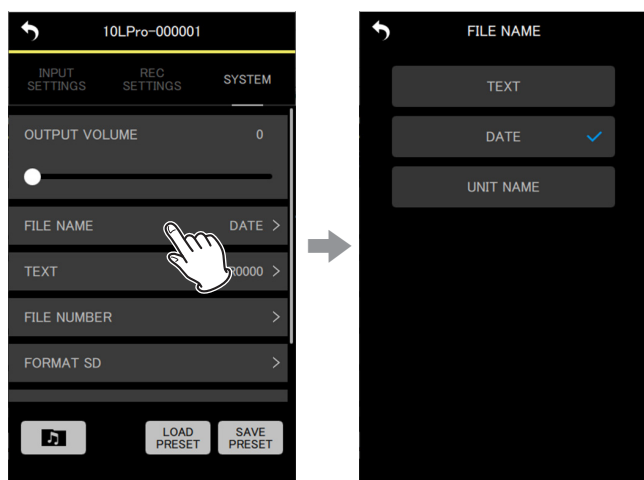 10LPro-000001
INPUT
SETTINGS
REC
SETTINGS
SYSTEM
OUTPUT VOLUME 0
FILE NAME DATE >
TEXT >
FILE NUMBER >
FORMAT SD >
LOAD
PRESET
SAVE
PRESET
FILE NAME
TEXT
DATE
UNIT NAME